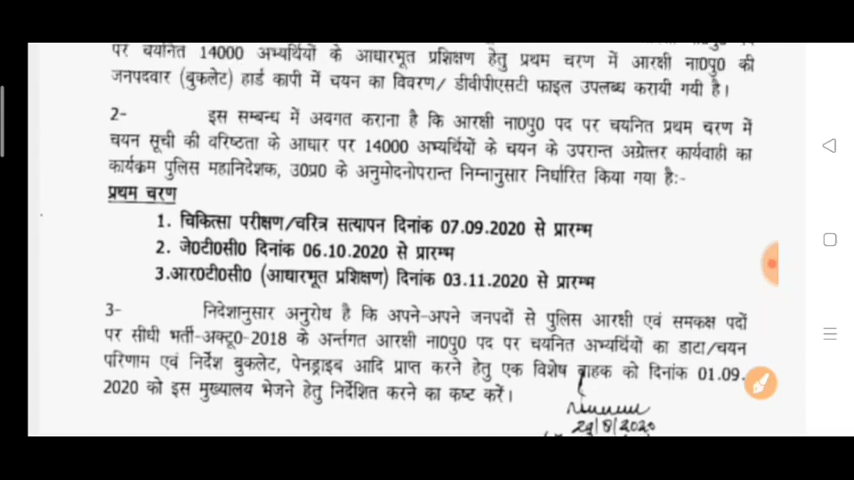 पर चयनित 14000 अभ्यर्थियों के आधारभूत प्रशिक्षण हेतु प्रथम चरण में आरक्षी ना0पु0 की
जनपदवार (बुकलेट) हार्ड कापी में चयन का विवरण/ डीवीपीएसटी फाइल उपलब्ध करायी गयी है।
2- इस सम्बन्ध में अवगत कराना है कि आरक्षी ना0पु0 पद पर चयनित प्रथम चरण में
चयन सूची की वरिष्ठता के आधार पर 14000 अभ्यर्थियों के चयन के उपरान्त अग्रेत्तर कार्यवाही का
कार्यक्रम पुलिस महानिदेशक, उ0प्र0 के अनुमोदनोपरान्त निम्नानुसार निर्धारित किया गया हैः-
प्रथम चरण
1. चिकित्सा परीक्षण/चरित्र सत्यापन दिनांक 07.09.2020 से प्रारम्भ
2. जे0टी0सी0 दिनांक 06.10.2020 से प्रारम्भ
3.आर0टी0सी0 (आधारभूत प्रशिक्षण) दिनांक 03.11.2020 से प्रारम्भ
3- निदेशानुसार अनुरोध है कि अपने-अपने जनपदों से पुलिस आरक्षी एवं समकक्ष पदों
पर सीधी भर्ती-अक्टू0-2018 के अर्न्तगत आरक्षी ना0पु0 पद पर चयनित अभ्यर्थियों का डाटा/चयन
परिणाम एवं निर्देश बुकलेट, पेनड्राइब आदि प्राप्त करने हेतु एक विशेष वाहक को दिनांक 01.09.
2020 को इस मुख्यालय भेजने हेतु निर्देशित करने का कष्ट करें।
29/8/2020